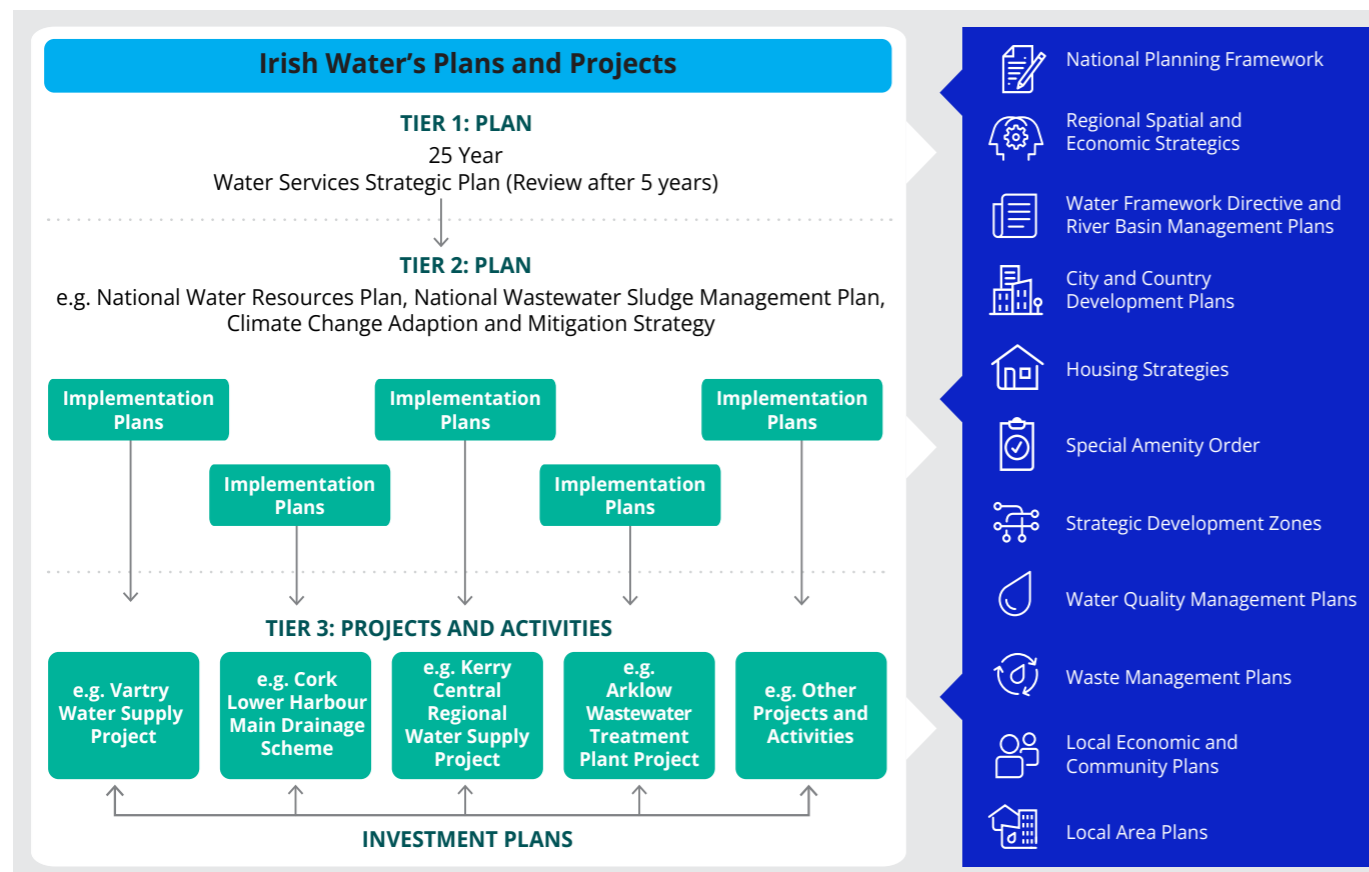 Irish Water’s Plans and Projects
TIER 1: PLAN
25 Year
Water Services Strategic Plan (Review after 5 years)
TIER 2: PLAN
e.g. National Water Resources Plan, National Wastewater Sludge Management Plan,
Climate Change Adaption and Mitigation Strategy
Implementation
Plans
Implementation
Plans
Implementation
Plans
Implementation
Plans
Implementation
Plans
TIER 3: PROJECTS AND ACTIVITIES
e.g. Vartry
Water Supply
Project
e.g. Cork
Lower Harbour
Main Drainage
Scheme
e.g. Kerry
Central
Regional
Water Supply
Project
e.g.
Arklow
Wastewater
Treatment
Plant Project
e.g. Other
Projects and
Activities
INVESTMENT PLANS
National Planning Framework
Regional Spatial and
Economic Strategics
Water Framework Directive and
River Basin Management Plans
City and Country
Development Plans
Housing Strategies
Special Amenity Order
Strategic Development Zones
Water Quality Management Plans
Waste Management Plans
Local Economic and
Community Plans
Local Area Plans